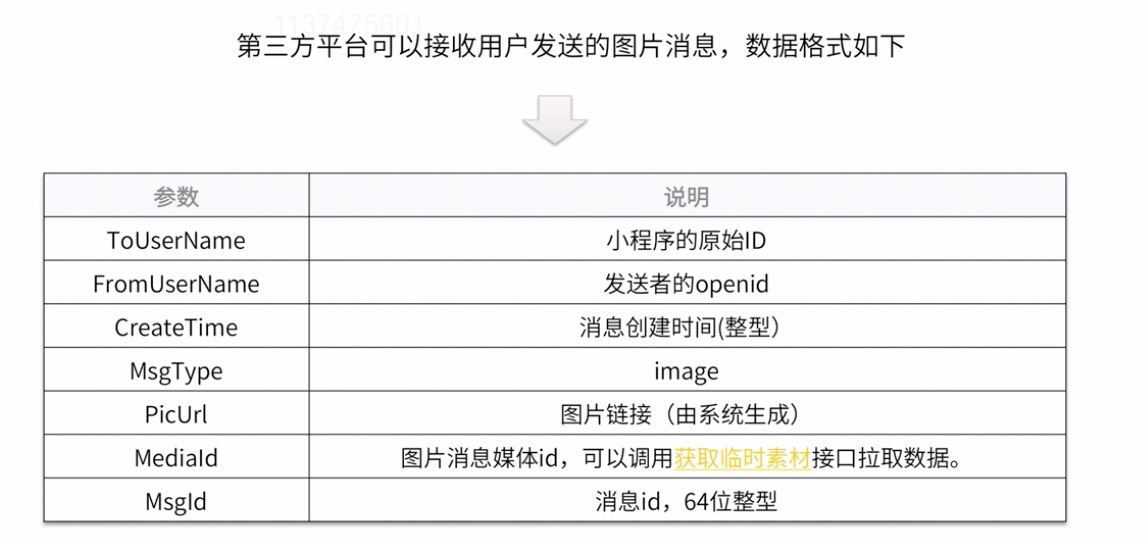 1137475601
第三方平台可以接收用户发送的图片消息，数据格式如下
参数 说明
ToUserName 小程序的原始ID
FromUserName 发送者的openid
CreateTime 消息创建时间(整型）
MsgType image
PicUrl 图片链接（由系统生成）
MediaId 图片消息媒体id，可以调用获取临时素材接口拉取数据。
MsgId 消息id，64位整型